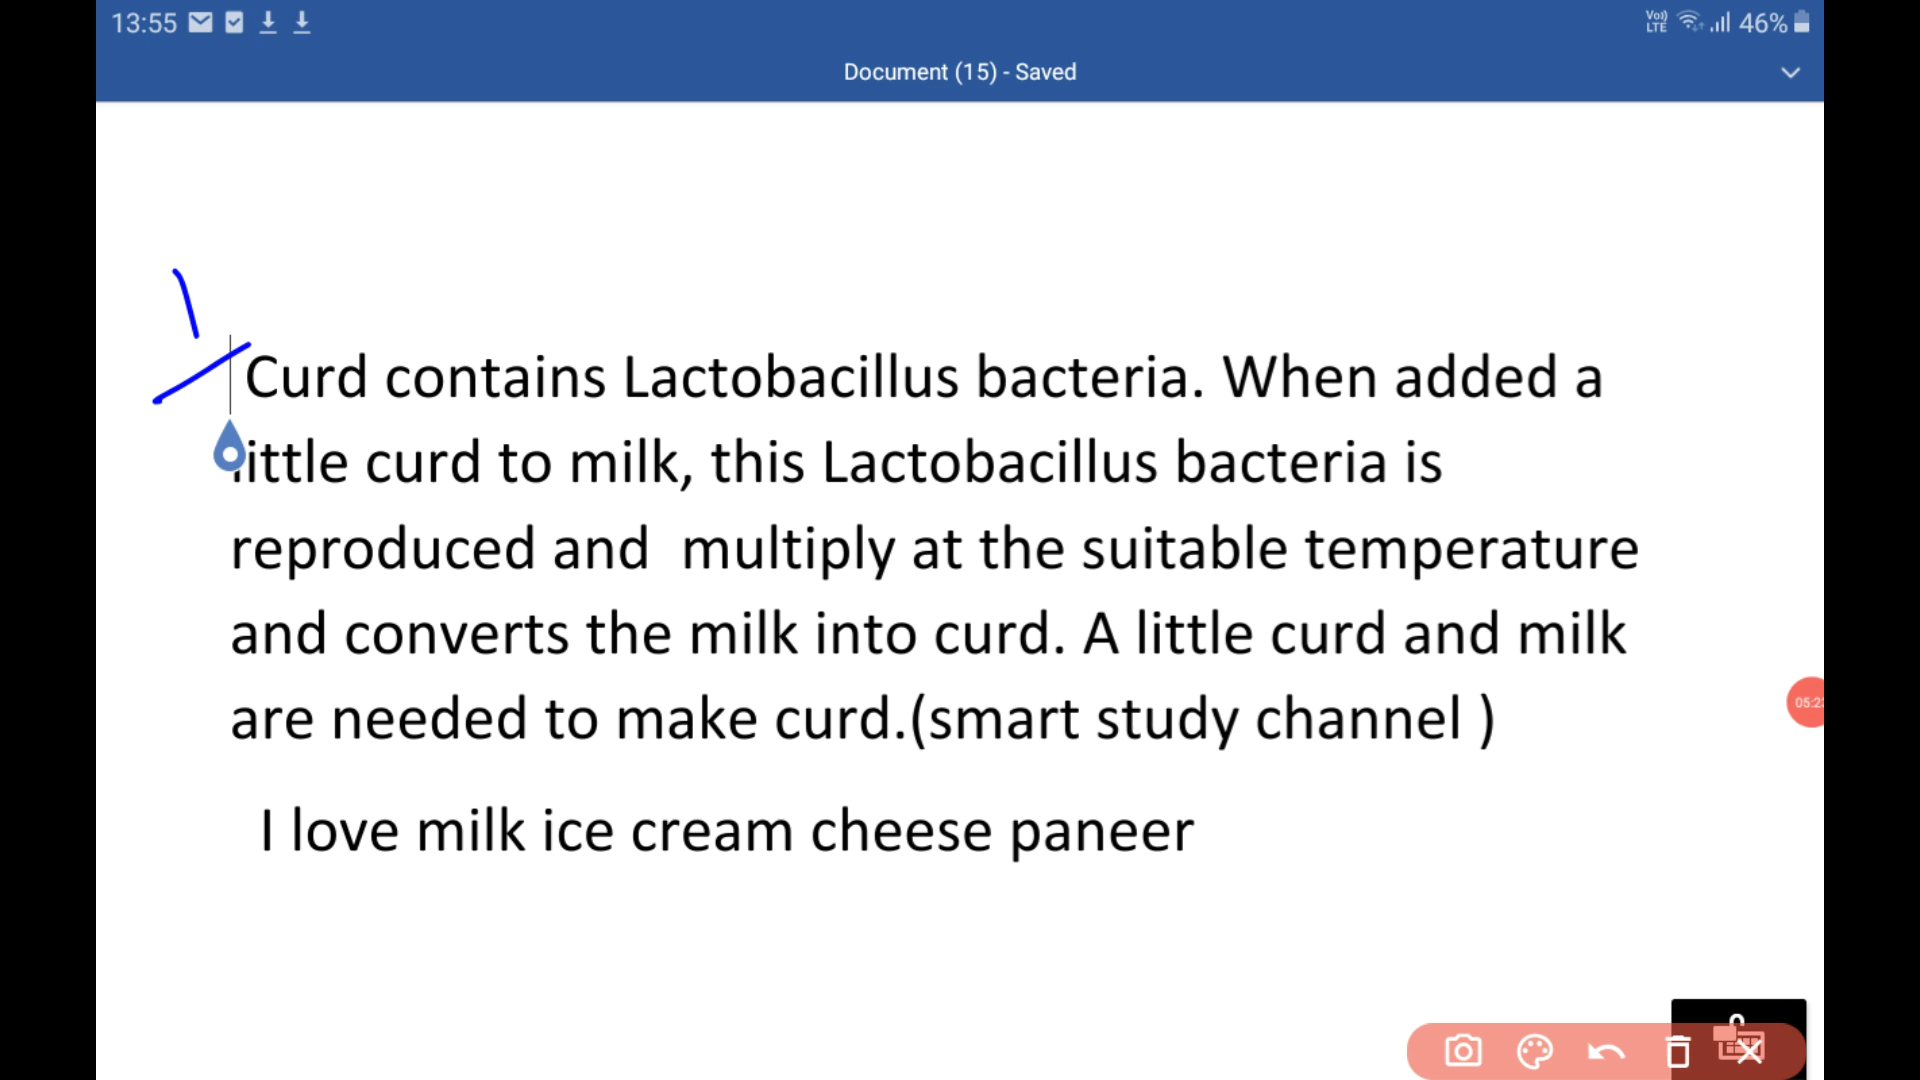 13:55 Vo)) LTE 46%
Document (15) - Saved
Curd contains Lactobacillus bacteria. When added a
little curd to milk, this Lactobacillus bacteria is
reproduced and  multiply at the suitable temperature
and converts the milk into curd. A little curd and milk
are needed to make curd.(smart study channel )
I love milk ice cream cheese paneer